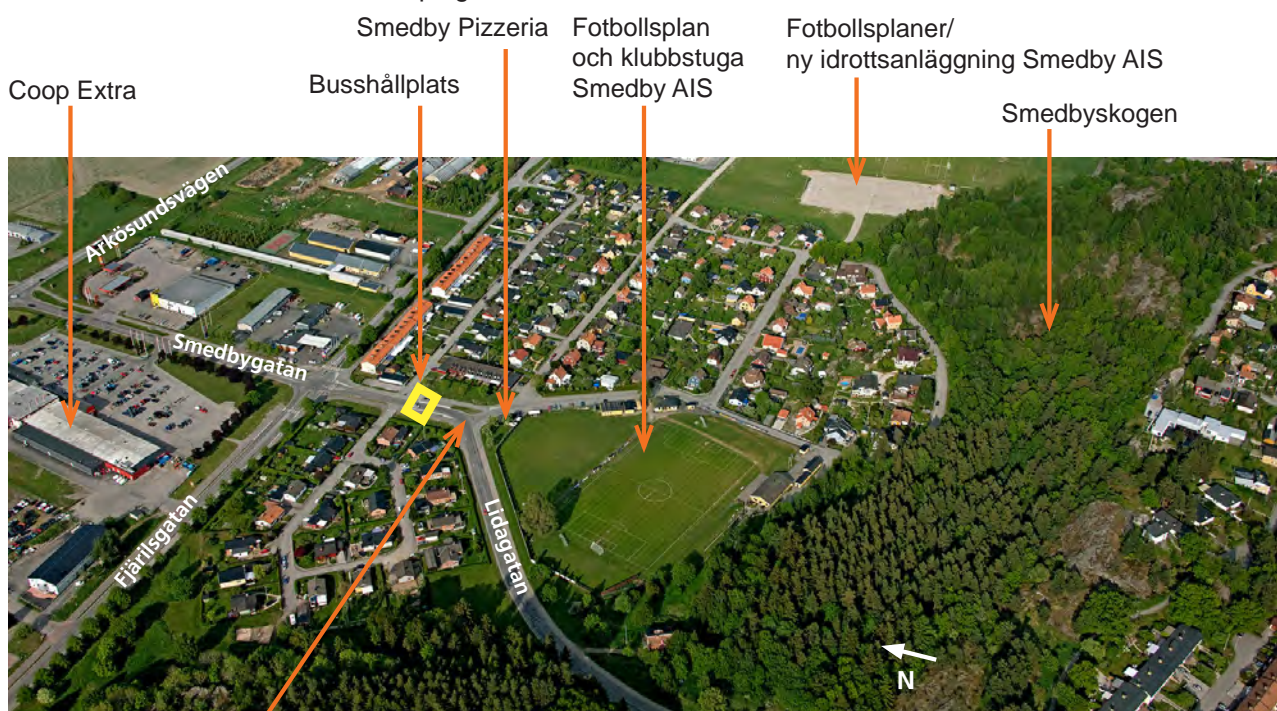 Smedby Pizzeria
Fotbollsplan
och klubbstuga
Smedby AIS
Fotbollsplaner/
ny idrottsanläggning Smedby AIS
Coop Extra
Busshållplats
Smedbyskogen
Arkösundsvägen
Smedbygatan
Fjärilsgatan
Lidagatan
N